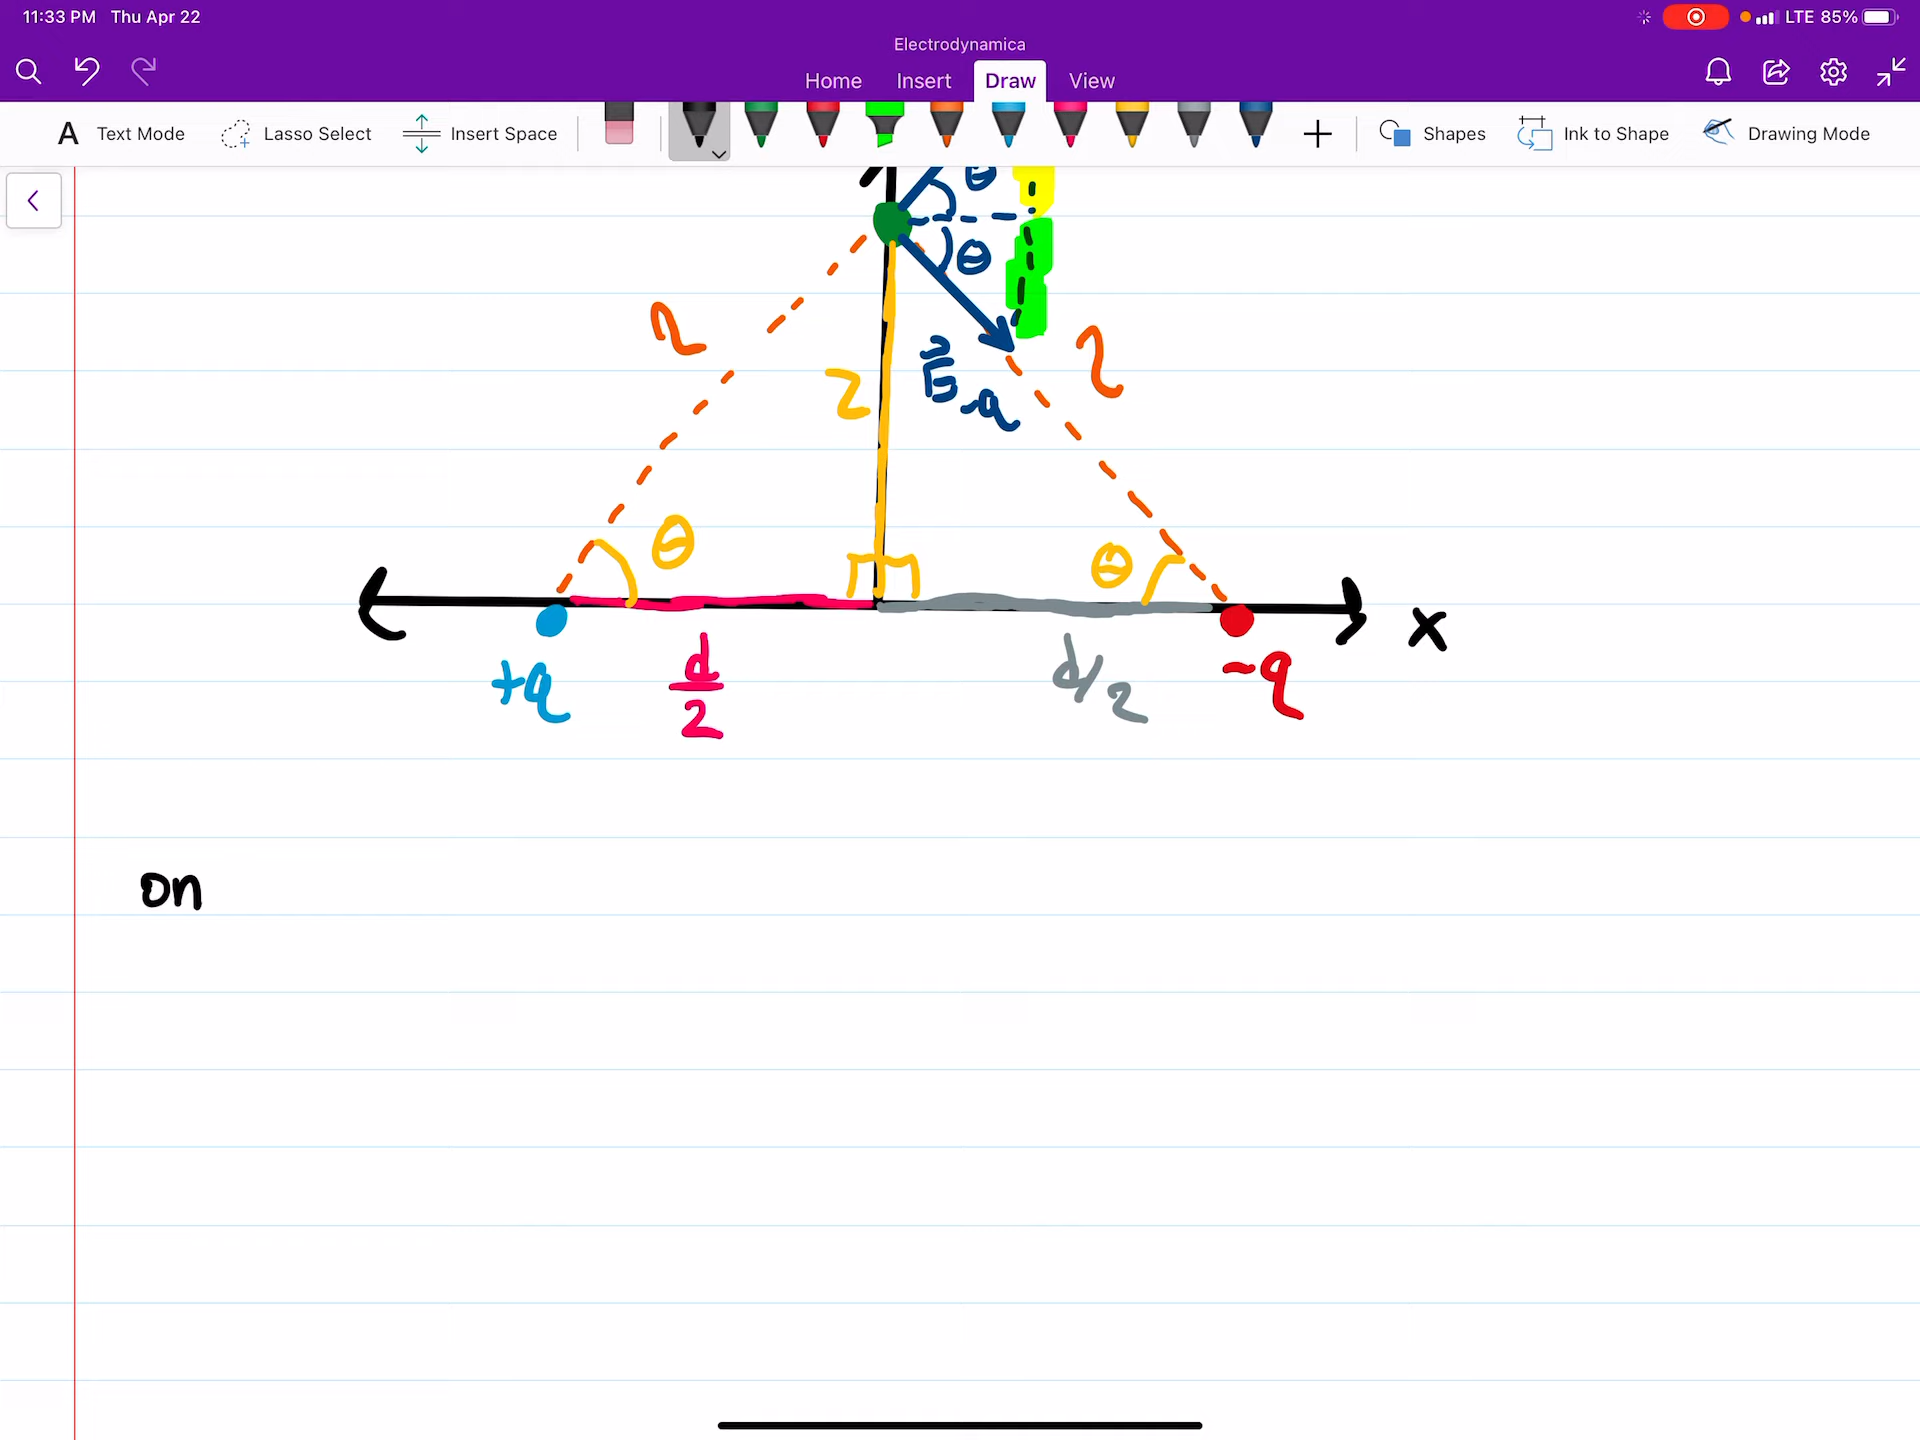 11:33 PM Thu Apr 22 LTE 85%
Electrodynamica
Home Insert Draw View
A Text Mode Lasso Select Insert Space Shapes Ink to Shape Drawing Mode
θ
θ
r r
z E-q
θ θ
x
+q d/2 d/2 -q
on